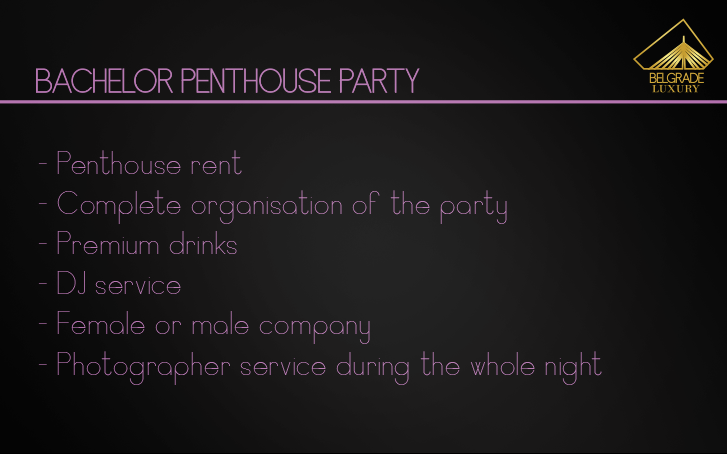 BELGRADE
LUXURY
BACHELOR PENTHOUSE PARTY
- Penthouse rent
- Complete organisation of the party
- Premium drinks
- DJ service
- Female or male company
- Photographer service during the whole night